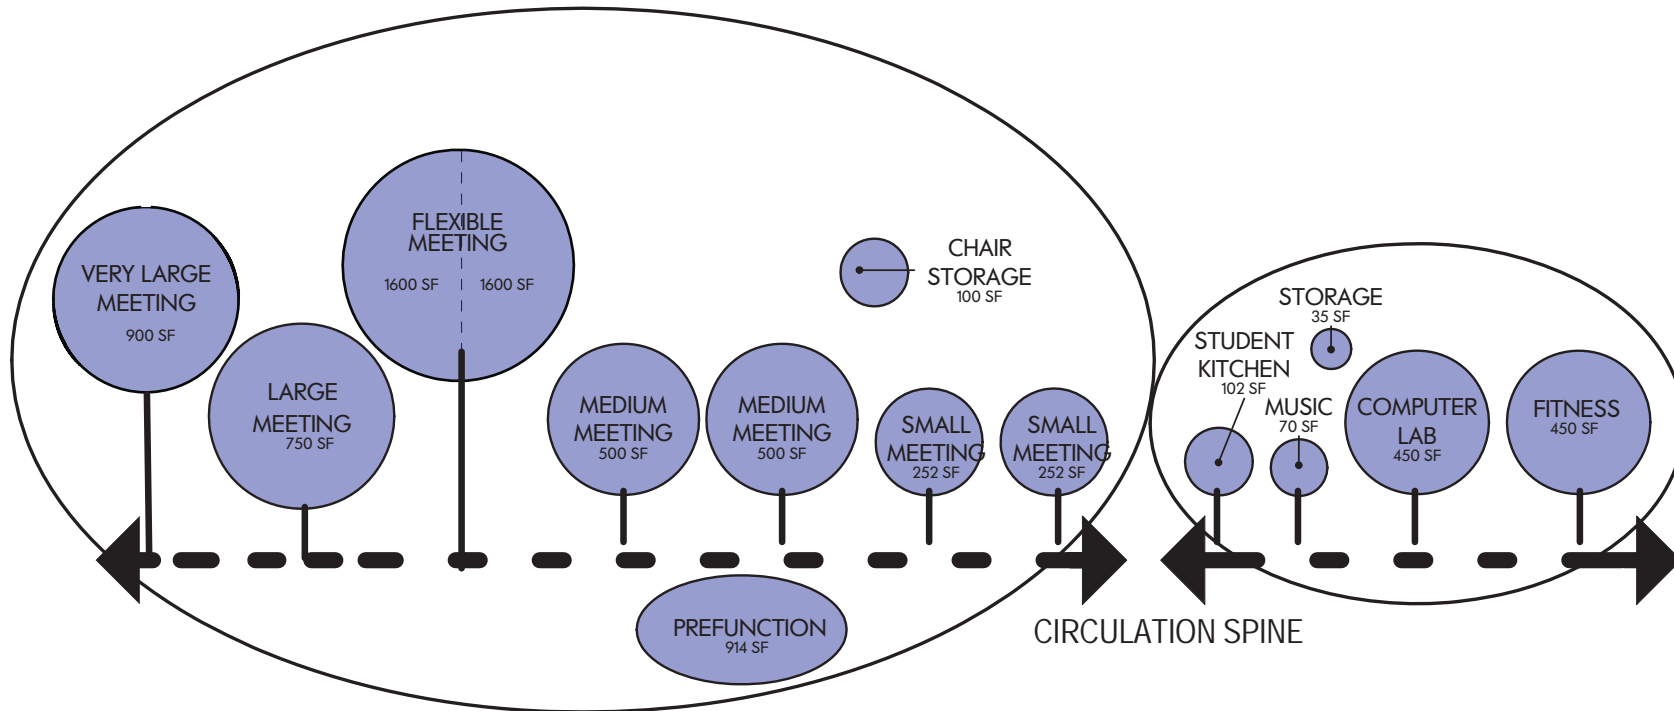 VERY LARGE
MEETING
900 SF
LARGE
MEETING
750 SF
FLEXIBLE
MEETING
1600 SF
1600 SF
MEDIUM
MEETING
500 SF
MEDIUM
MEETING
500 SF
CHAIR
STORAGE
100 SF
SMALL
MEETING
252 SF
SMALL
MEETING
252 SF
PREFUNCTION
914 SF
STUDENT
KITCHEN
102 SF
STORAGE
35 SF
MUSIC
70 SF
COMPUTER
LAB
450 SF
FITNESS
450 SF
CIRCULATION SPINE